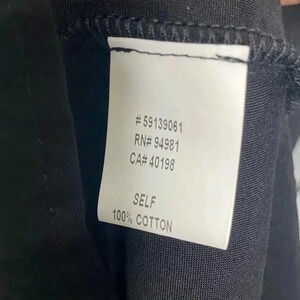 # 59139061
RN# 94981
CA# 40198
SELF
100% COTTON